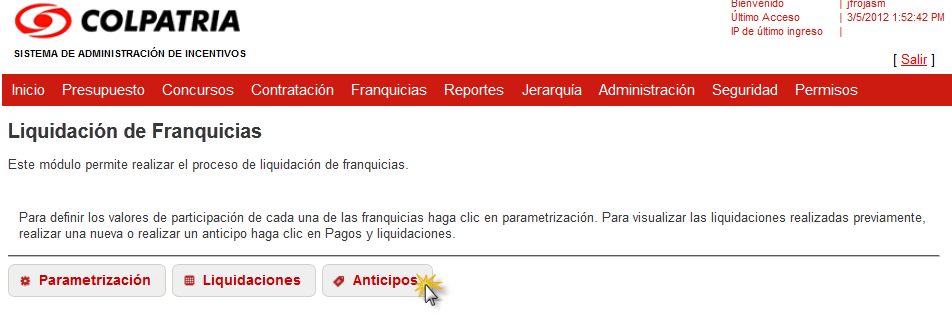 COLPATRIA
SISTEMA DE ADMINISTRACIÓN DE INCENTIVOS
Bienvenido | jfrojasm
Último Acceso | 3/5/2012 1:52:42 PM
IP de último ingreso |
[ Salir ]
Inicio Presupuesto Concursos Contratación Franquicias Reportes Jerarquía Administración Seguridad Permisos
Liquidación de Franquicias
Este módulo permite realizar el proceso de liquidación de franquicias.
Para definir los valores de participación de cada una de las franquicias haga clic en parametrización. Para visualizar las liquidaciones realizadas previamente,
realizar una nueva o realizar un anticipo haga clic en Pagos y liquidaciones.
Parametrización Liquidaciones Anticipos